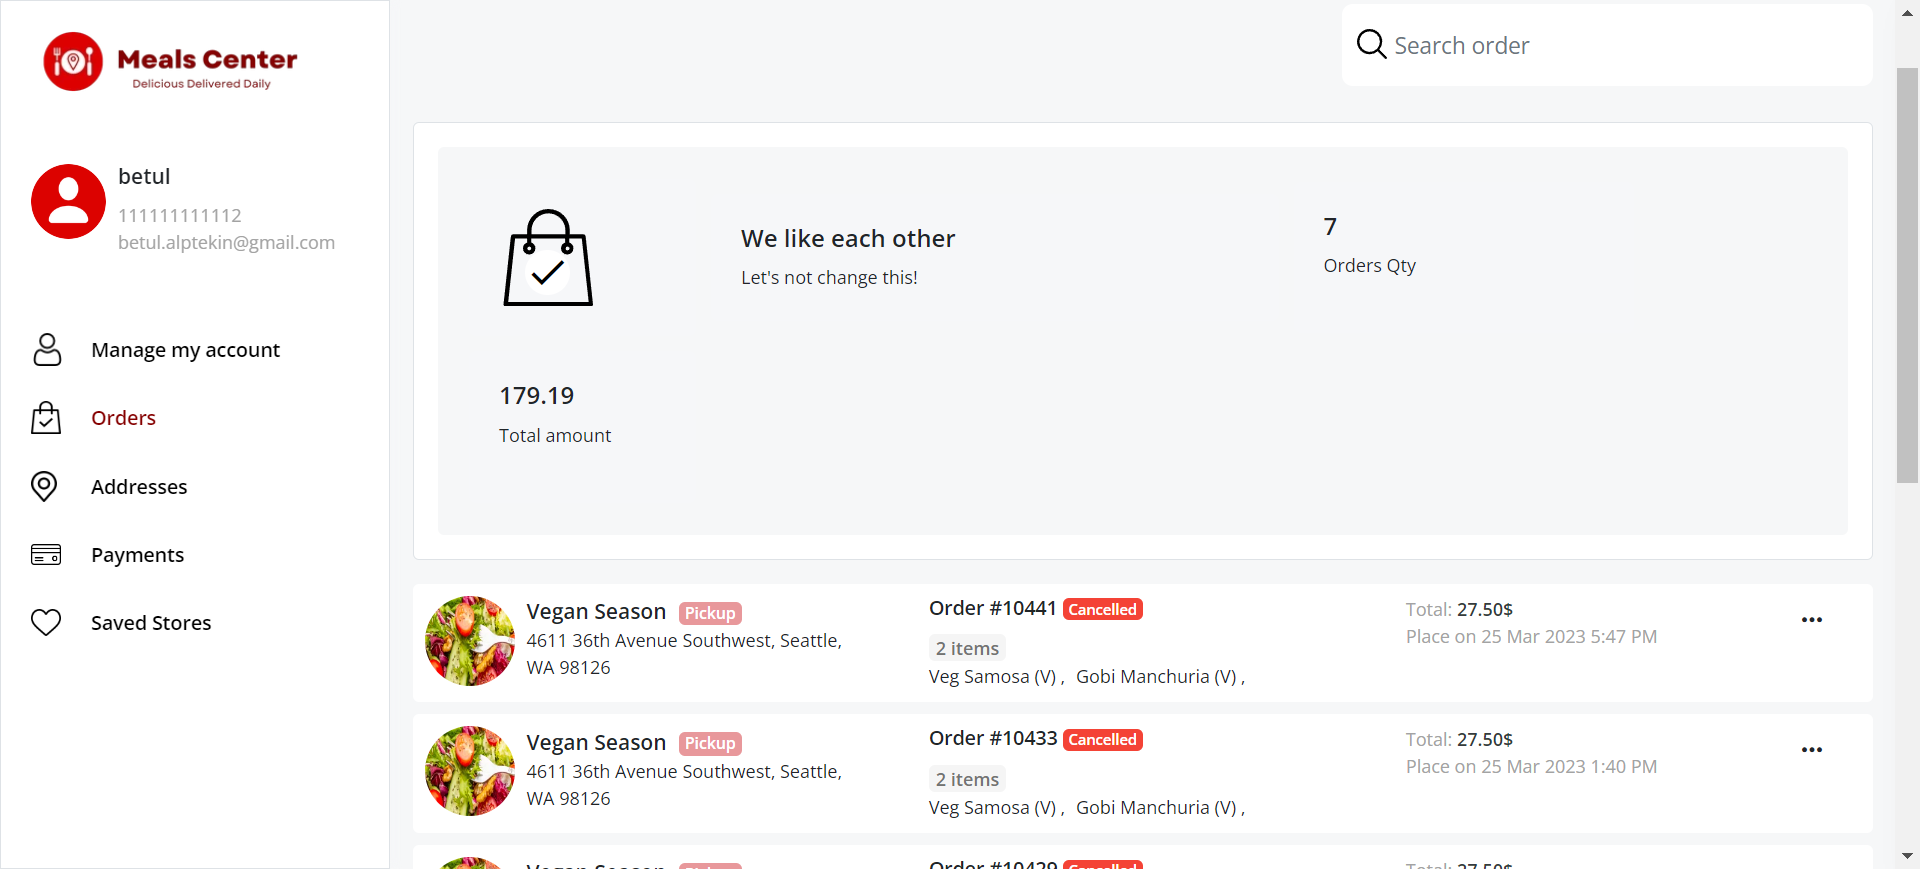 Meals Center
Delicious Delivered Daily
betul
111111111112
betul.alptekin@gmail.com
Manage my account
Orders
Addresses
Payments
Saved Stores
Search order
We like each other
Let's not change this!
7
Orders Qty
179.19
Total amount
Vegan Season Pickup
4611 36th Avenue Southwest, Seattle,
WA 98126
Order #10441 Cancelled
2 items
Veg Samosa (V) , Gobi Manchuria (V) ,
Total: 27.50$
Place on 25 Mar 2023 5:47 PM
Vegan Season Pickup
4611 36th Avenue Southwest, Seattle,
WA 98126
Order #10433 Cancelled
2 items
Veg Samosa (V) , Gobi Manchuria (V) ,
Total: 27.50$
Place on 25 Mar 2023 1:40 PM
Vegan Season Pickup
Order #10429 Cancelled
Total: 27.50$